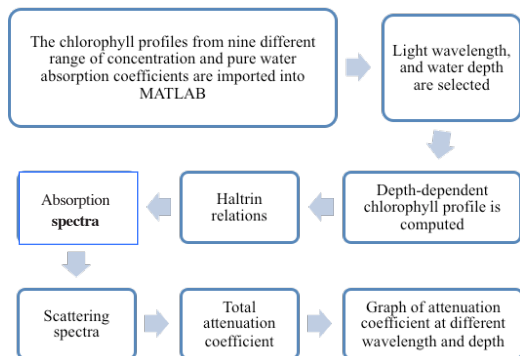 The chlorophyll profiles from nine different
range of concentration and pure water
absorption coefficients are imported into
MATLAB
Light wavelength,
and water depth
are selected
Depth-dependent
chlorophyll profile is
computed
Haltrin
relations
Absorption
spectra
Scattering
spectra
Total
attenuation
coefficient
Graph of attenuation
coefficient at different
wavelength and depth